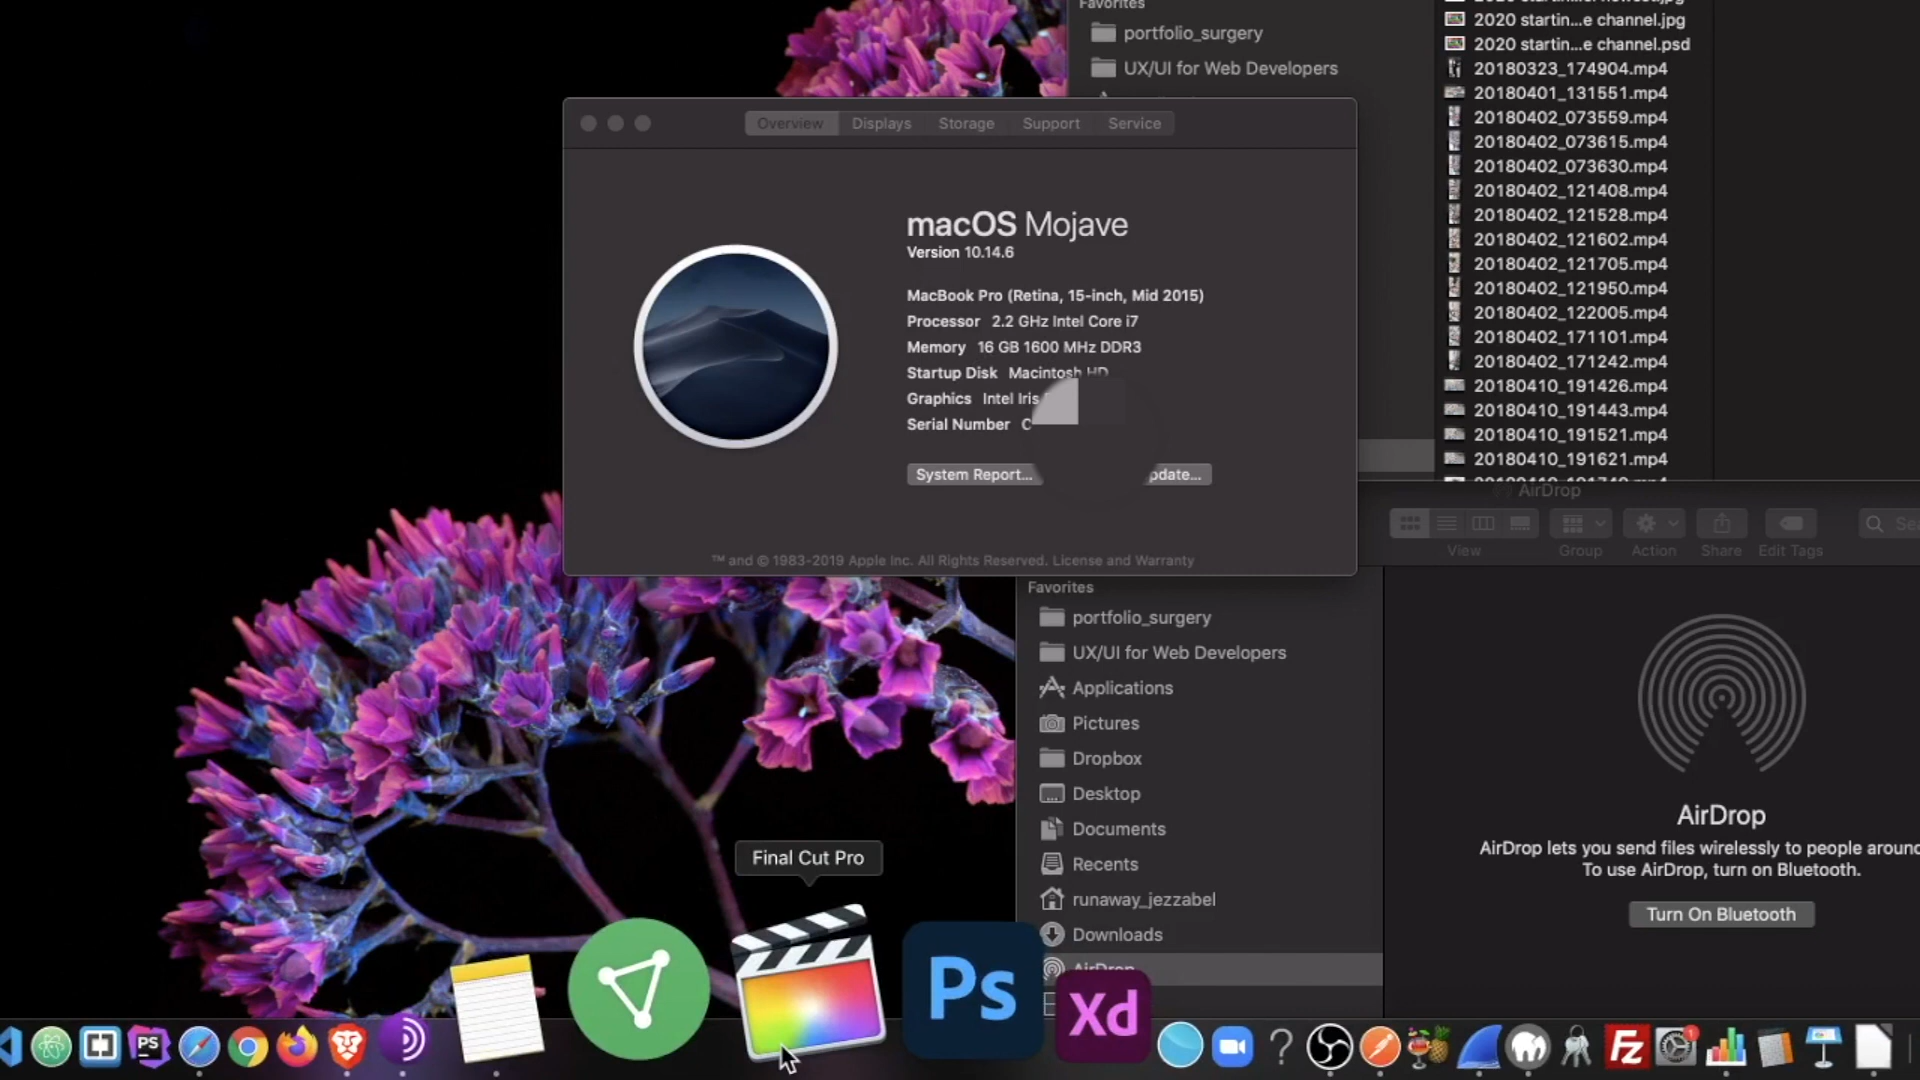 Favorites
portfolio_surgery
UX/UI for Web Developers
2020 startin...e channel.jpg
2020 startin...e channel.psd
20180323_174904.mp4
20180401_131551.mp4
20180402_073559.mp4
20180402_073615.mp4
20180402_073630.mp4
20180402_121408.mp4
20180402_121528.mp4
20180402_121602.mp4
20180402_121705.mp4
20180402_121950.mp4
20180402_122005.mp4
20180402_171101.mp4
20180402_171242.mp4
20180410_191426.mp4
20180410_191443.mp4
20180410_191521.mp4
20180410_191621.mp4
Overview Displays Storage Support Service
macOS Mojave
Version 10.14.6
MacBook Pro (Retina, 15-inch, Mid 2015)
Processor 2.2 GHz Intel Core i7
Memory 16 GB 1600 MHz DDR3
Startup Disk Macintosh HD
Graphics Intel Iris
Serial Number C
System Report... pdate...
™ and © 1983-2019 Apple Inc. All Rights Reserved. License and Warranty
AirDrop
View Group Action Share Edit Tags
Favorites
portfolio_surgery
UX/UI for Web Developers
Applications
Pictures
Dropbox
Desktop
Documents
Recents
runaway_jezzabel
Downloads
AirDrop
AirDrop
AirDrop lets you send files wirelessly to people around
To use AirDrop, turn on Bluetooth.
Turn On Bluetooth
Final Cut Pro
Ps
Xd
PS
Fz
1